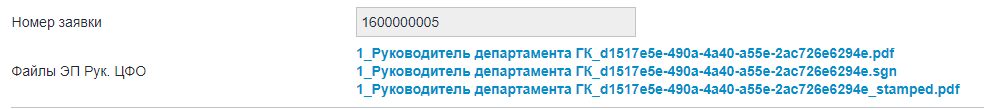 Номер заявки 1600000005
1_Руководитель департамента ГК_d1517e5e-490a-4a40-a55e-2ac726e6294e.pdf
Файлы ЭП Рук. ЦФО 1_Руководитель департамента ГК_d1517e5e-490a-4a40-a55e-2ac726e6294e.sgn
1_Руководитель департамента ГК_d1517e5e-490a-4a40-a55e-2ac726e6294e_stamped.pdf